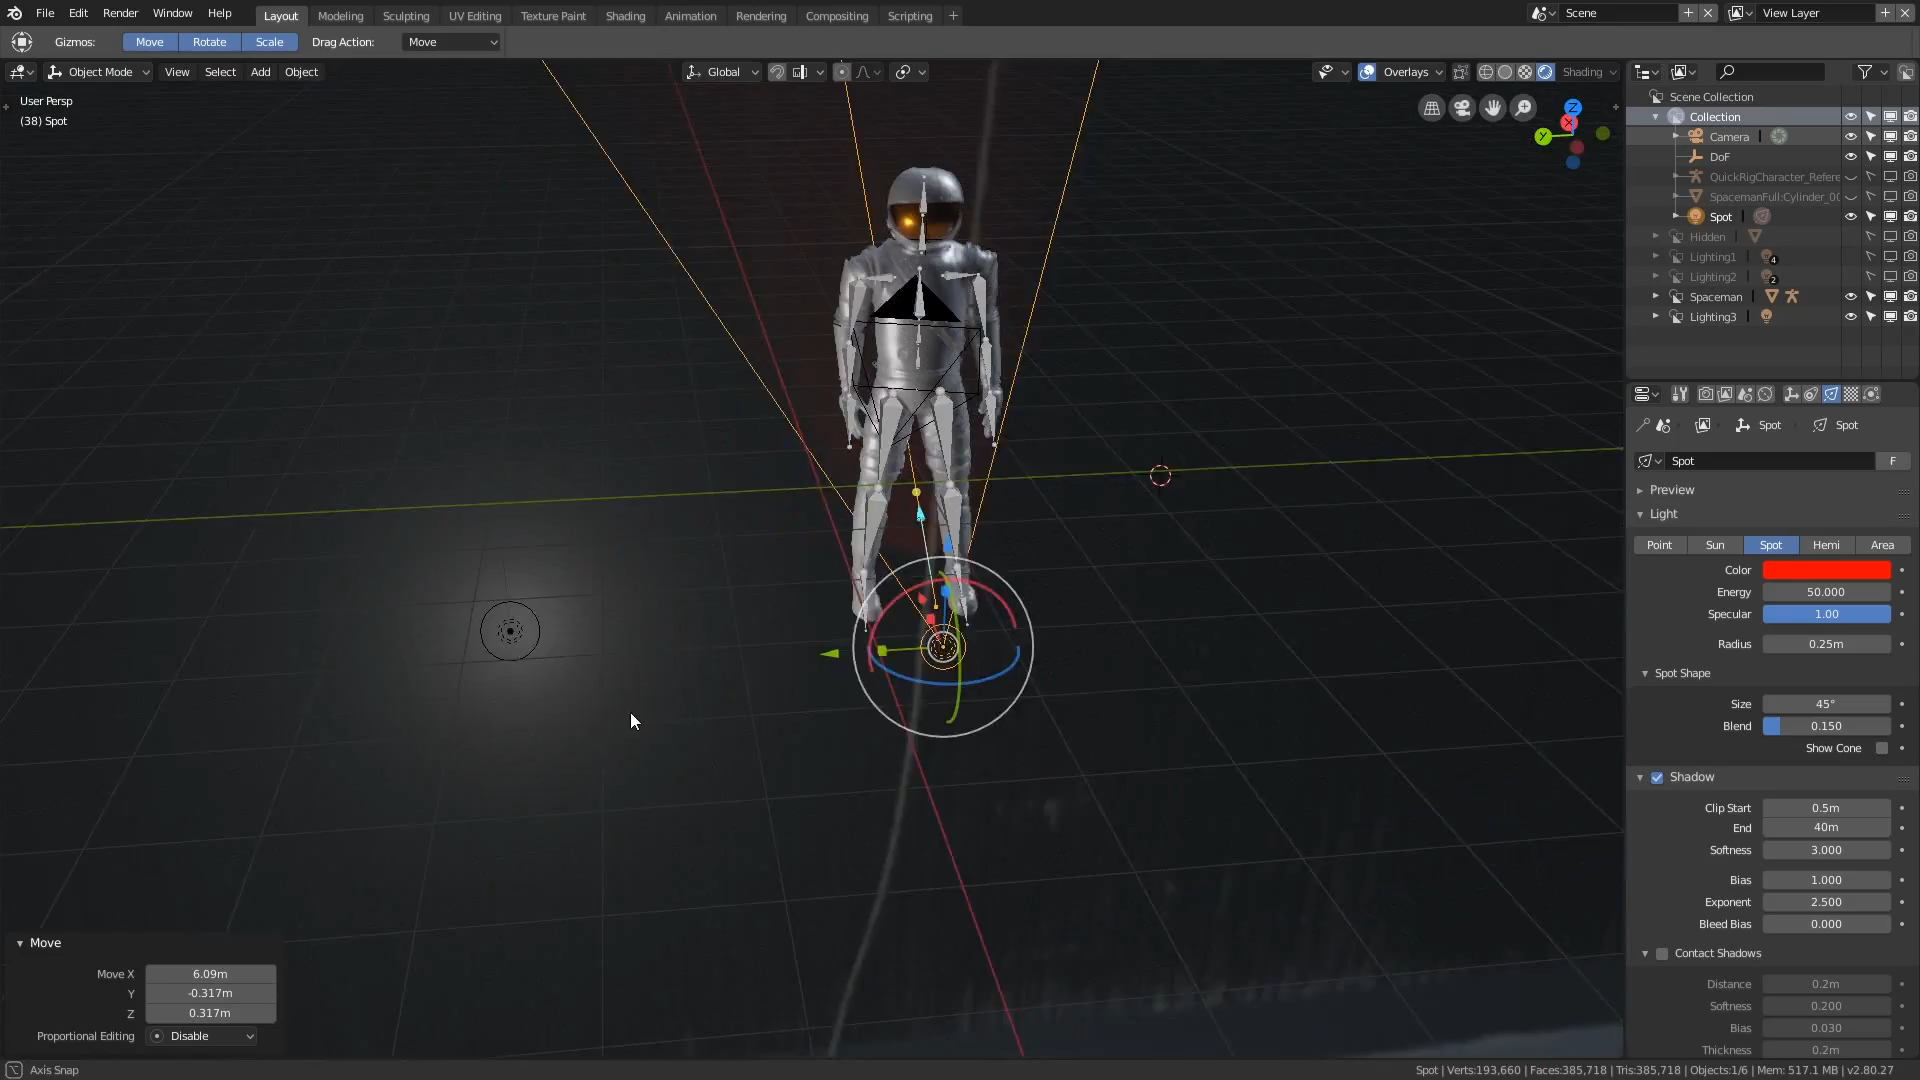 File Edit Render Window Help Layout Modeling Sculpting UV Editing Texture Paint Shading Animation Rendering Compositing Scripting + Scene View Layer
Gizmos: Move Rotate Scale Drag Action: Move
Object Mode View Select Add Object Global Overlays Shading
User Persp
(38) Spot
Z
X
Y
Scene Collection
Collection
Camera
DoF
QuickRigCharacter_Refere
SpacemanFull:Cylinder_00
Spot
Hidden
Lighting1 4
Lighting2 2
Spaceman
Lighting3
Spot Spot
Spot F
Preview
Light
Point Sun Spot Hemi Area
Color
Energy 50.000
Specular 1.00
Radius 0.25m
Spot Shape
Size 45°
Blend 0.150
Show Cone
Shadow
Clip Start 0.5m
End 40m
Softness 3.000
Bias 1.000
Exponent 2.500
Bleed Bias 0.000
Contact Shadows
Distance 0.2m
Softness 0.200
Bias 0.030
Thickness 0.2m
Move
Move X 6.09m
Y -0.317m
Z 0.317m
Proportional Editing Disable
Axis Snap
Spot | Verts:193,660 | Faces:385,718 | Tris:385,718 | Objects:1/6 | Mem: 517.1 MB | v2.80.27